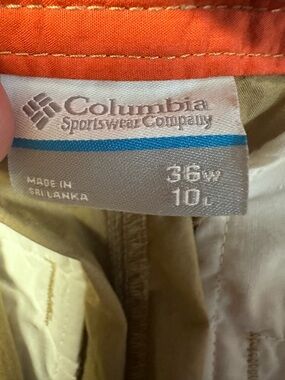 Columbia
Sportswear Company
MADE IN
SRI LANKA
36W
10L